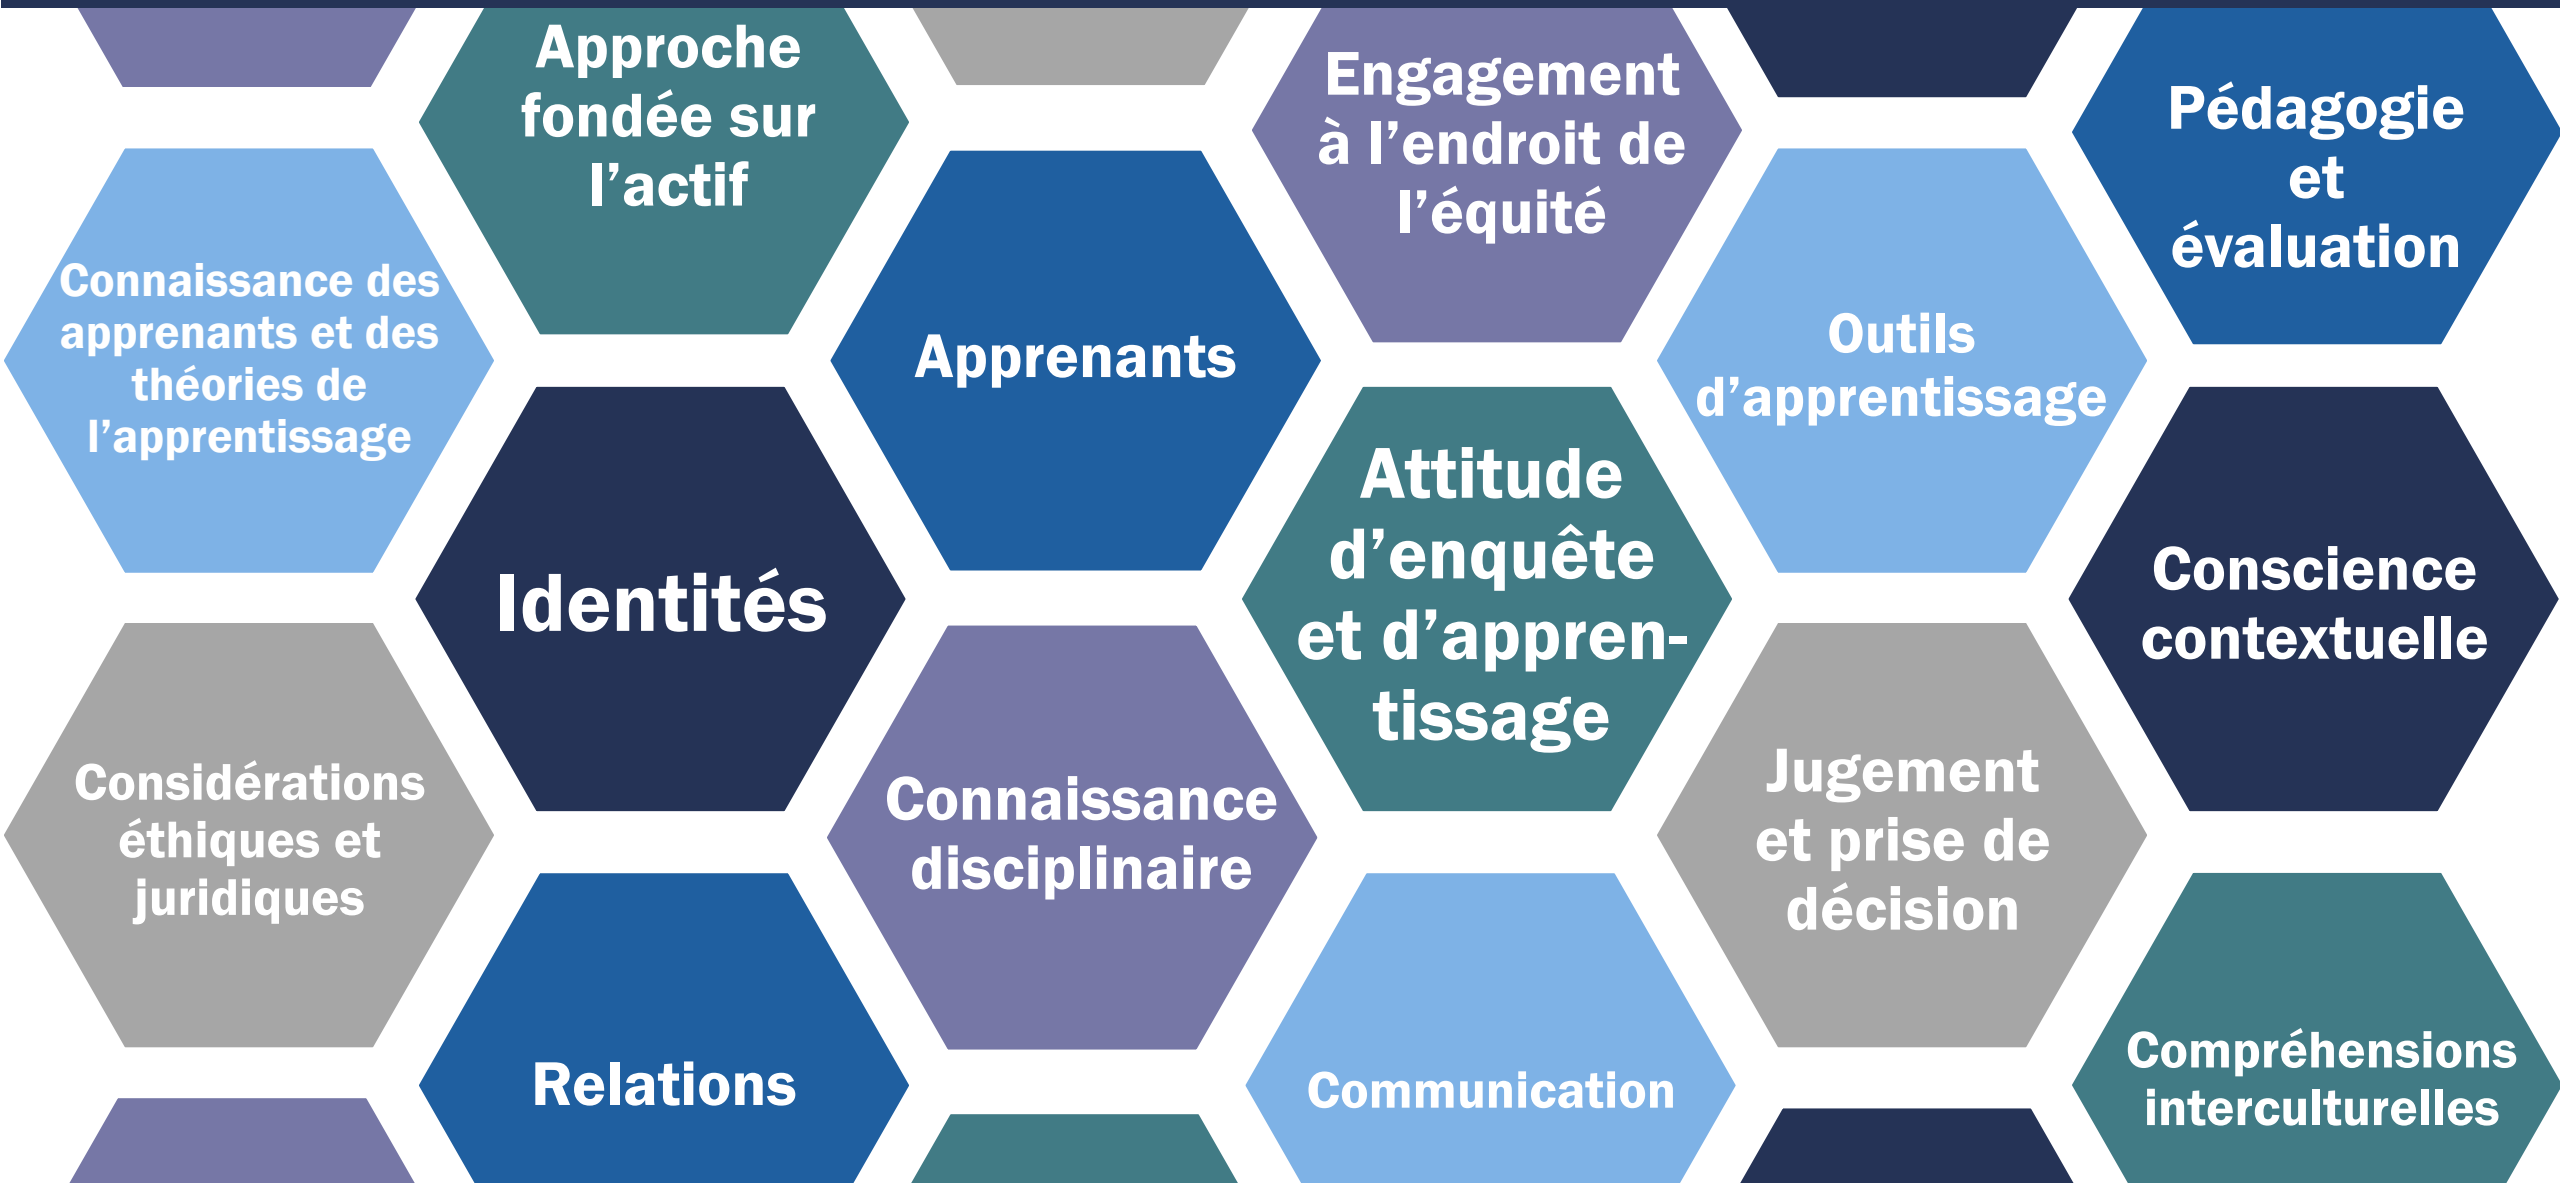 Approche
fondée sur
l’actif
Engagement
à l’endroit de
l’équité
Pédagogie
et
évaluation
Connaissance des
apprenants et des
théories de
l’apprentissage
Apprenants
Outils
d’apprentissage
Identités
Attitude
d’enquête
et d’appren-
tissage
Conscience
contextuelle
Considérations
éthiques et
juridiques
Connaissance
disciplinaire
Jugement
et prise de
décision
Relations
Communication
Compréhensions
interculturelles